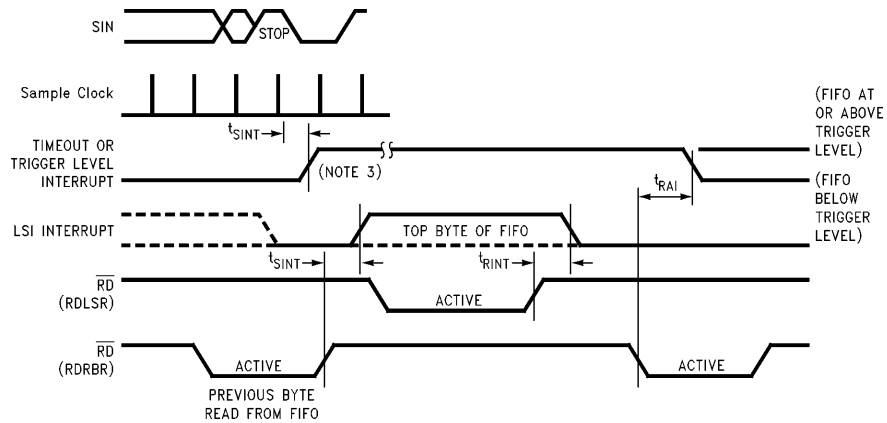 SIN
STOP
Sample Clock
tSINT
(FIFO AT
OR ABOVE
TRIGGER
LEVEL)
TIMEOUT OR
TRIGGER LEVEL
INTERRUPT
(NOTE 3)
tRAI
(FIFO
BELOW
TRIGGER
LEVEL)
LSI INTERRUPT
TOP BYTE OF FIFO
tSINT
tRINT
RD
(RDLSR)
ACTIVE
RD
(RDRBR)
ACTIVE
ACTIVE
PREVIOUS BYTE
READ FROM FIFO